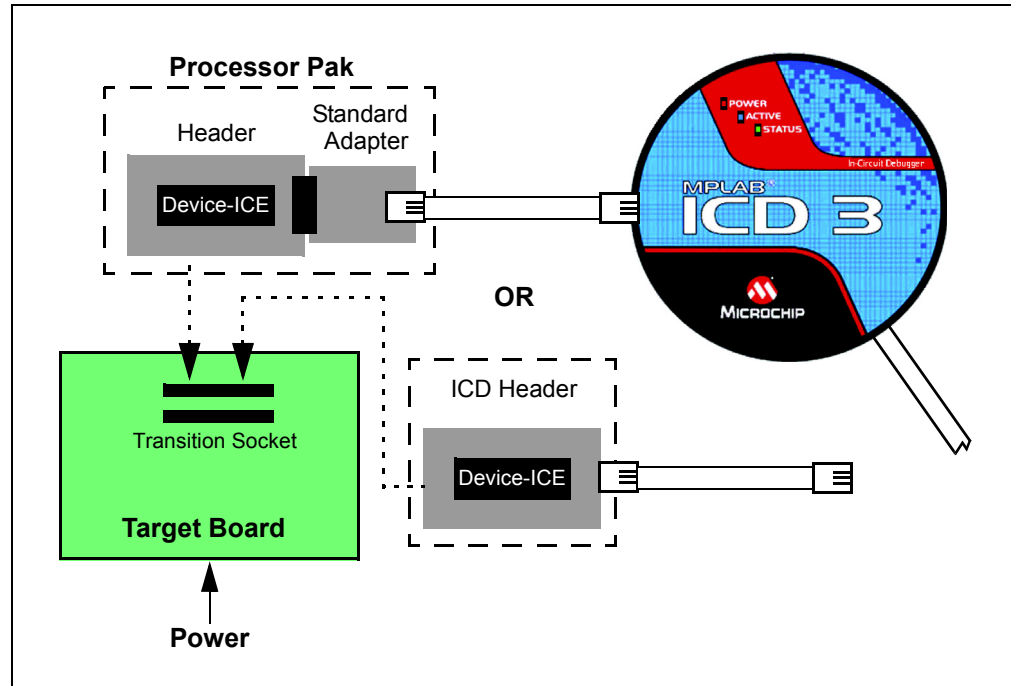 Processor Pak
Header
Standard
Adapter
Device-ICE
POWER
ACTIVE
STATUS
In-Circuit Debugger
MPLAB®
ICD 3
MICROCHIP
OR
ICD Header
Device-ICE
Transition Socket
Target Board
Power